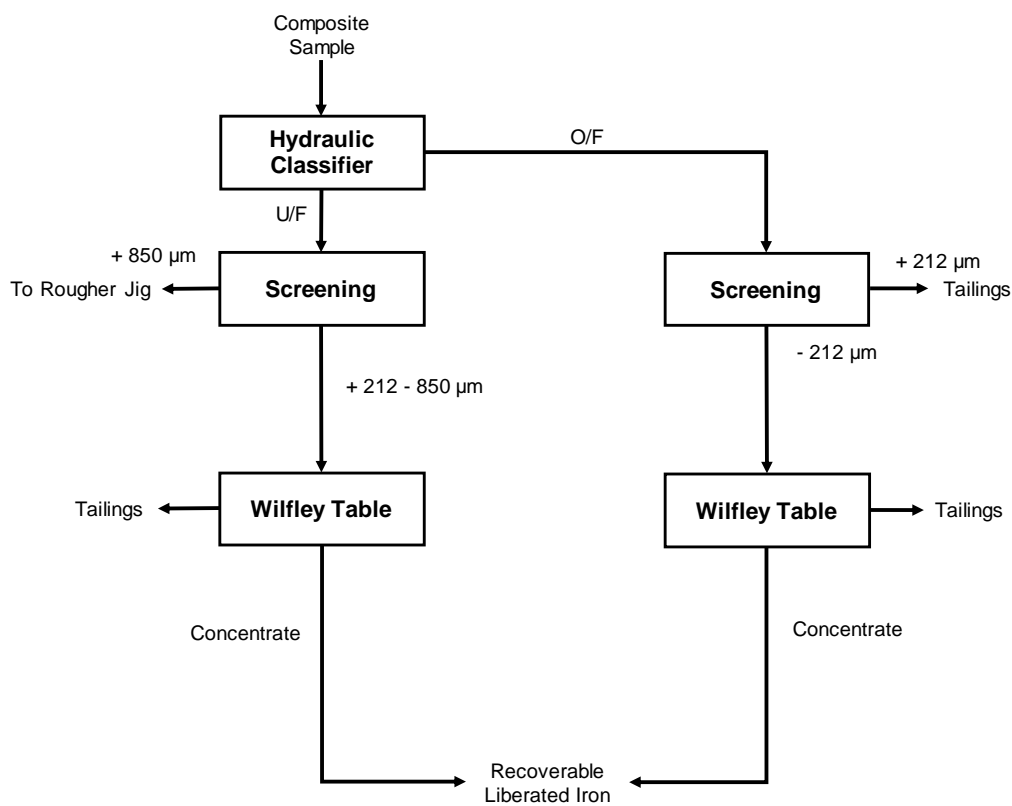 Composite
Sample
Hydraulic
Classifier
O/F
U/F
+ 850 µm
To Rougher Jig
Screening
Screening
+ 212 µm
Tailings
- 212 µm
+ 212 - 850 µm
Tailings
Wilfley Table
Wilfley Table
Tailings
Concentrate
Concentrate
Recoverable
Liberated Iron